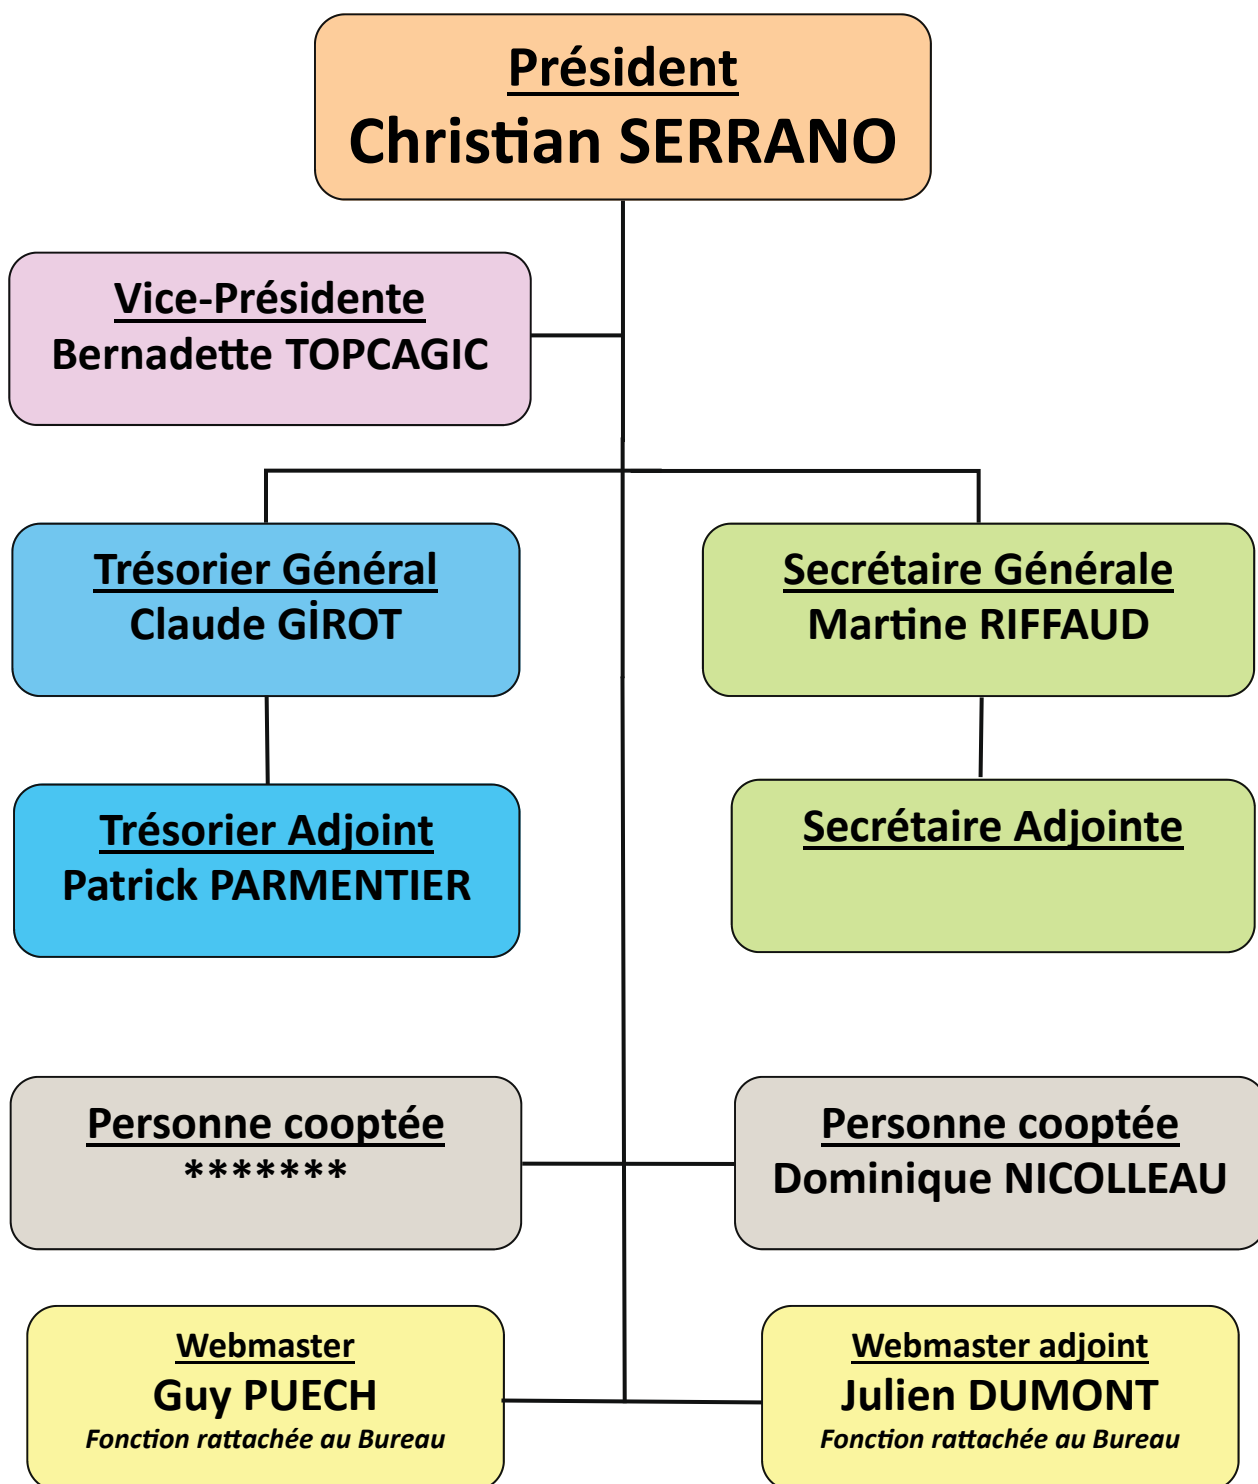 Président
Christian SERRANO
Vice-Présidente
Bernadette TOPCAGIC
Trésorier Général
Claude GİROT
Secrétaire Générale
Martine RIFFAUD
Trésorier Adjoint
Patrick PARMENTIER
Secrétaire Adjointe
Personne cooptée
*******
Personne cooptée
Dominique NICOLLEAU
Webmaster
Guy PUECH
Fonction rattachée au Bureau
Webmaster adjoint
Julien DUMONT
Fonction rattachée au Bureau